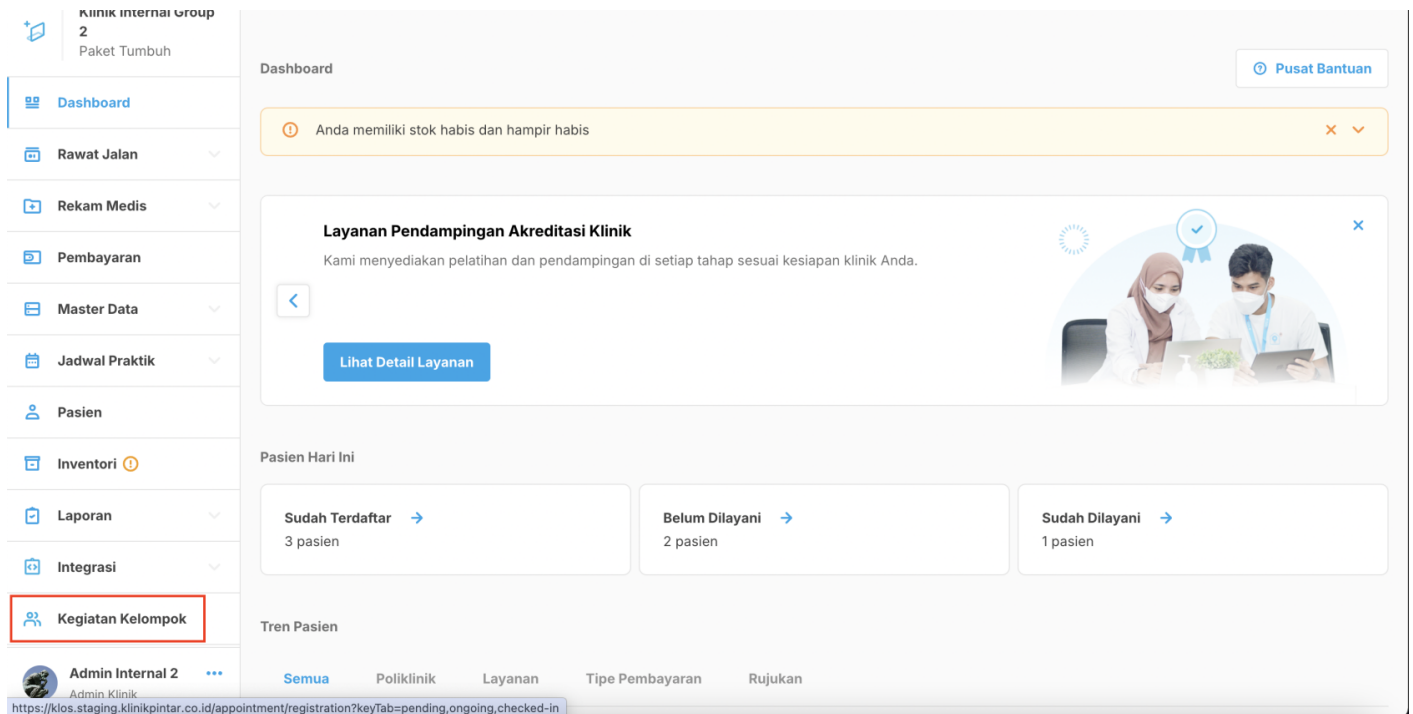 Klinik Internal Group
2
Paket Tumbuh
Dashboard
Rawat Jalan
Rekam Medis
Pembayaran
Master Data
Jadwal Praktik
Pasien
Inventori
Laporan
Integrasi
Kegiatan Kelompok
Admin Internal 2
Admin Klinik
Dashboard
Pusat Bantuan
Anda memiliki stok habis dan hampir habis
Layanan Pendampingan Akreditasi Klinik
Kami menyediakan pelatihan dan pendampingan di setiap tahap sesuai kesiapan klinik Anda.
Lihat Detail Layanan
Pasien Hari Ini
Sudah Terdaftar
3 pasien
Belum Dilayani
2 pasien
Sudah Dilayani
1 pasien
Tren Pasien
Semua Poliklinik Layanan Tipe Pembayaran Rujukan
https://klos.staging.klinikpintar.co.id/appointment/registration?keyTab=pending,ongoing,checked-in